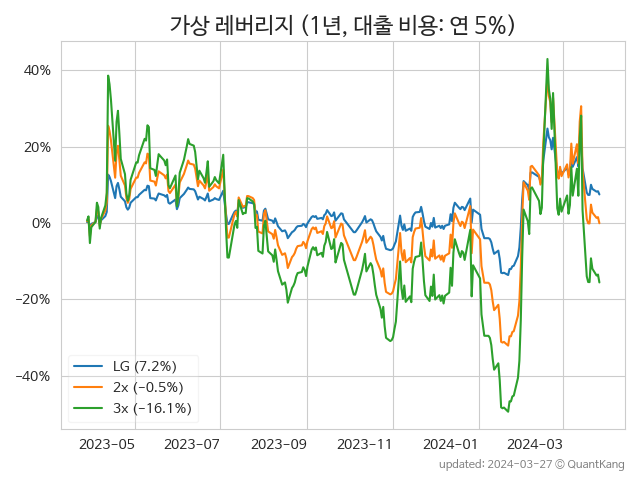 가상 레버리지 (1년, 대출 비용: 연 5%)
40%
20%
0%
−20%
−40%
LG (7.2%)
2x (−0.5%)
3x (−16.1%)
2023−05 2023−07 2023−09 2023−11 2024−01 2024−03
updated: 2024−03−27 © QuantKang